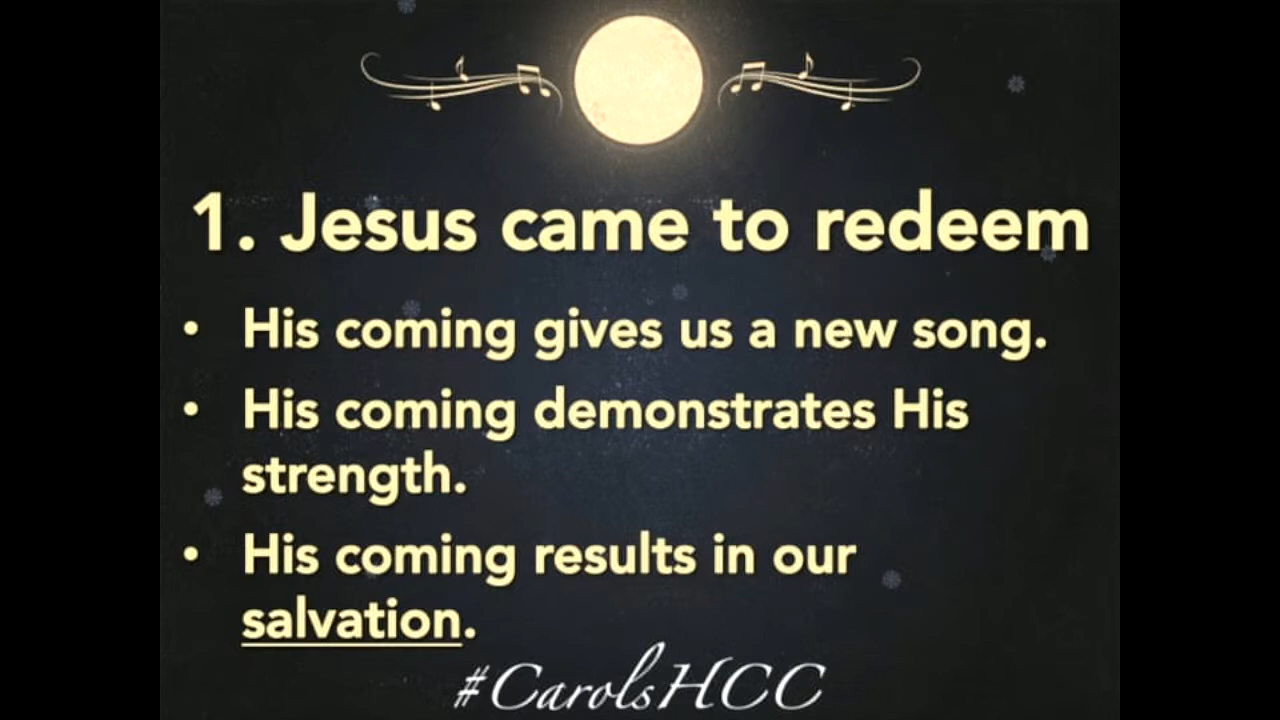 1. Jesus came to redeem
• His coming gives us a new song.
• His coming demonstrates His
strength.
• His coming results in our
salvation.
#CarolsHCC